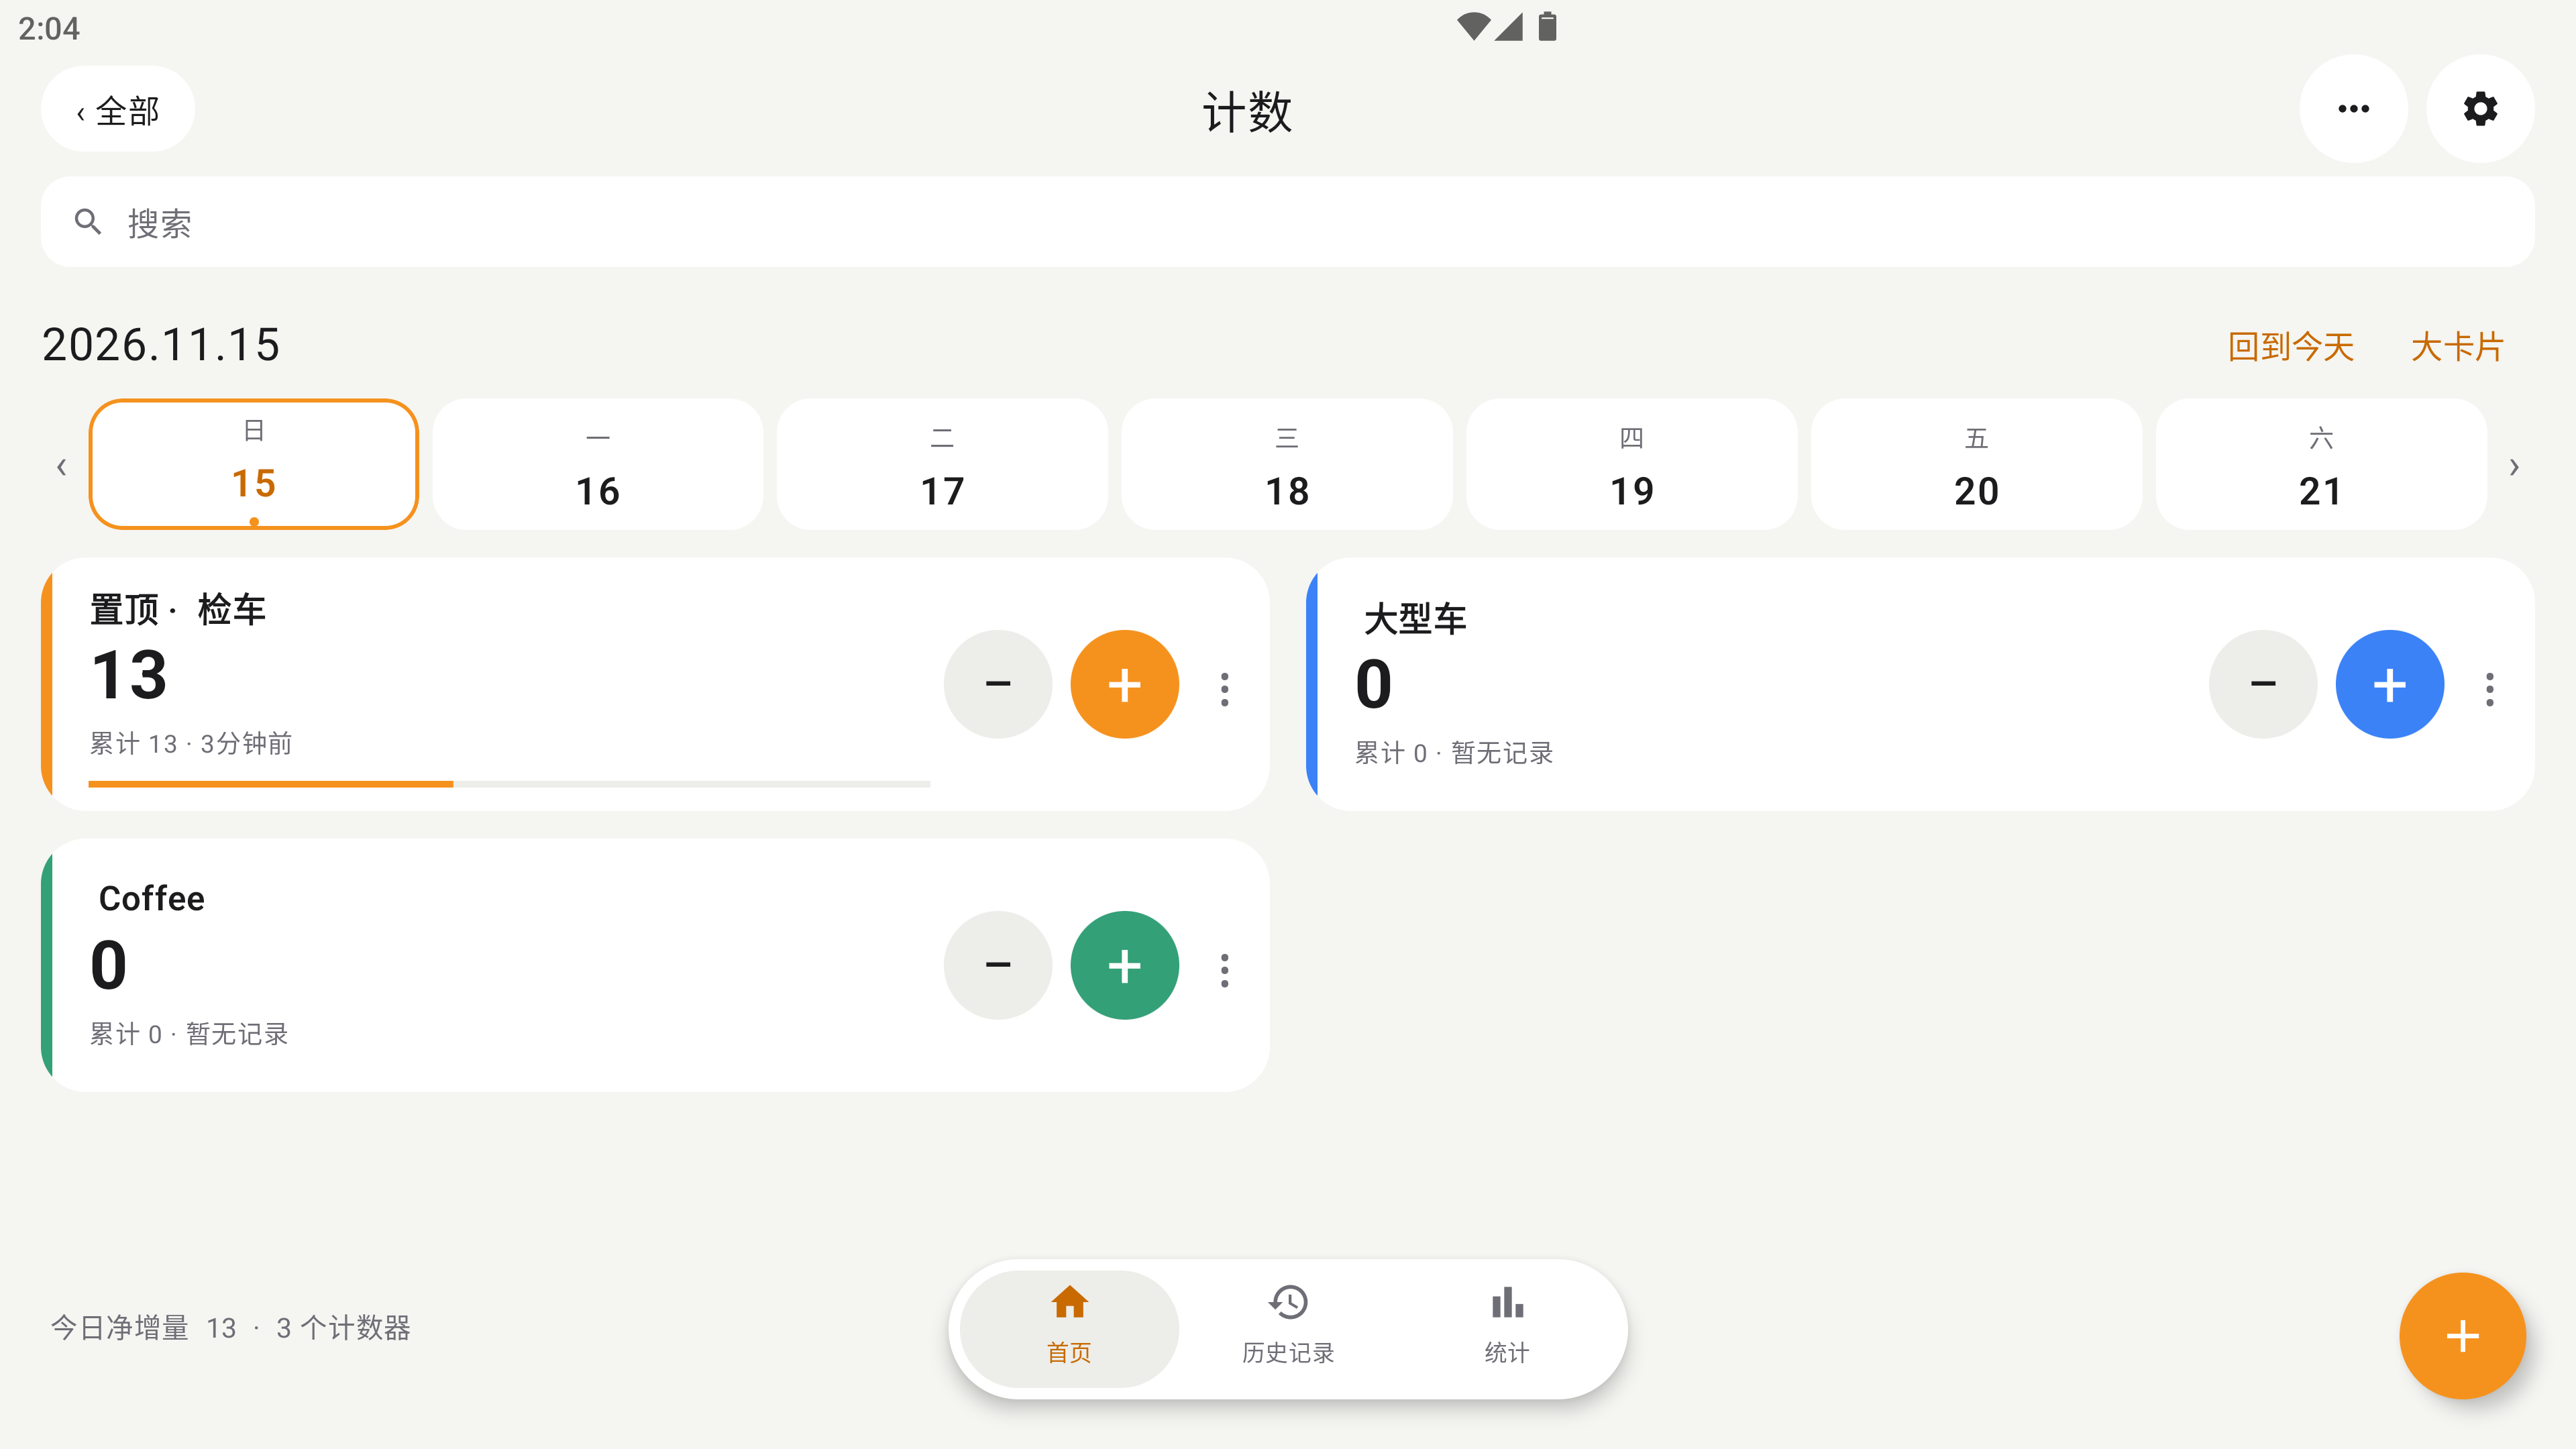 2:04
‹ 全部
计数
搜索
2026.11.15
回到今天
大卡片
‹
日
15
一
16
二
17
三
18
四
19
五
20
六
21
›
置顶 · 检车
13
累计 13 · 3分钟前
大型车
0
累计 0 · 暂无记录
Coffee
0
累计 0 · 暂无记录
今日净增量 13 · 3 个计数器
首页
历史记录
统计